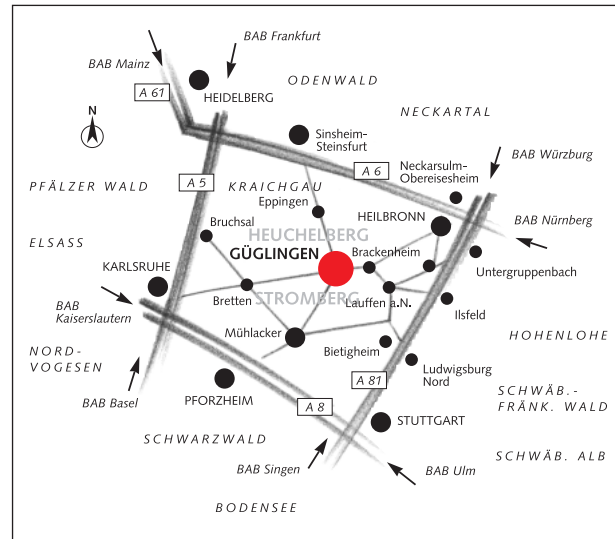 BAB Frankfurt
BAB Mainz
ODENWALD
A 61
HEIDELBERG
NECKARTAL
N
Sinsheim-
Steinsfurt
BAB Würzburg
A 6
Neckarsulm-
Obereisesheim
PFÄLZER WALD
A 5
KRAICHGAU
Eppingen
HEILBRONN
BAB Nürnberg
Bruchsal
HEUCHELBERG
ELSASS
GÜGLINGEN
Brackenheim
Untergruppenbach
KARLSRUHE
Bretten
STROMBERG
Lauffen a.N.
Ilsfeld
BAB
Kaiserslautern
Mühlacker
HOHENLOHE
NORD-
VOGESEN
Bietigheim
Ludwigsburg
Nord
A 81
BAB Basel
PFORZHEIM
A 8
SCHWÄB.-
FRÄNK. WALD
STUTTGART
SCHWARZWALD
SCHWÄB. ALB
BAB Singen
BAB Ulm
BODENSEE